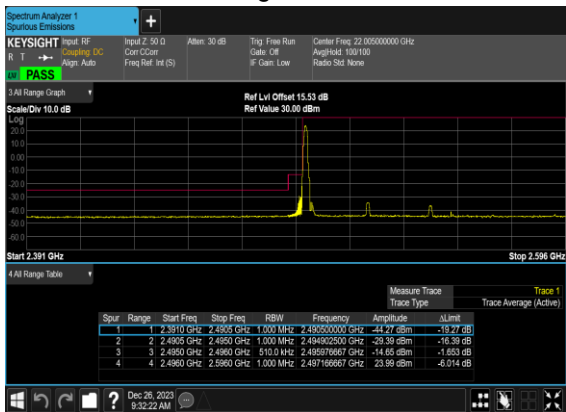 Spectrum Analyzer 1
Spurious Emissions
+
KEYSIGHT Input: RF Input Z: 50 Ω Atten: 30 dB Trig: Free Run Center Freq: 22.005000000 GHz
R T Coupling: DC Corr CCorr Gate: Off Avg|Hold: 100/100
Align: Auto Freq Ref: Int (S) IF Gain: Low Radio Std: None
PASS
3 All Range Graph
Ref Lvl Offset 15.53 dB
Scale/Div 10.0 dB Ref Value 30.00 dBm
Log
20.0
10.0
0.00
-10.0
-20.0
-30.0
-40.0
-50.0
-60.0
Start 2.391 GHz Stop 2.596 GHz
4 All Range Table
Measure Trace Trace 1
Trace Type Trace Average (Active)
Spur Range Start Freq Stop Freq RBW Frequency Amplitude ΔLimit
1 1 2.3910 GHz 2.4905 GHz 1.000 MHz 2.490500000 GHz -44.27 dBm -19.27 dB
2 2 2.4905 GHz 2.4950 GHz 1.000 MHz 2.494902500 GHz -29.39 dBm -16.39 dB
3 3 2.4950 GHz 2.4960 GHz 510.0 kHz 2.495976667 GHz -14.65 dBm -1.653 dB
4 4 2.4960 GHz 2.5960 GHz 1.000 MHz 2.497166667 GHz 23.99 dBm -6.014 dB
? Dec 26, 2023
9:32:22 AM